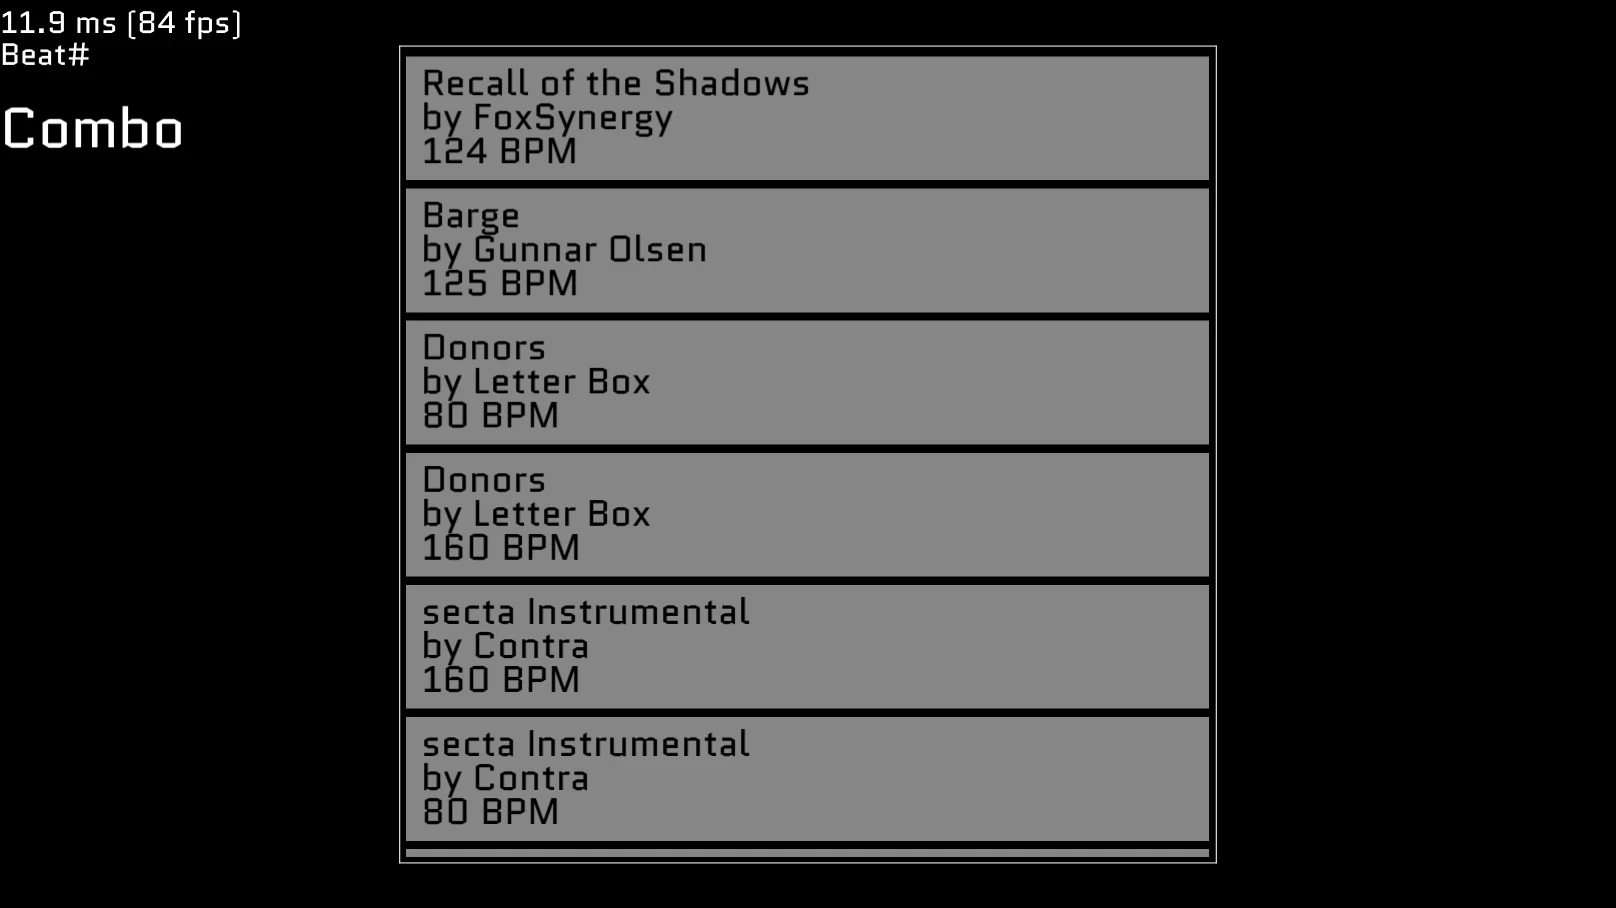 11.9 ms (84 fps)
Beat#
Combo
Recall of the Shadows
by FoxSynergy
124 BPM
Barge
by Gunnar Olsen
125 BPM
Donors
by Letter Box
80 BPM
Donors
by Letter Box
160 BPM
secta Instrumental
by Contra
160 BPM
secta Instrumental
by Contra
80 BPM